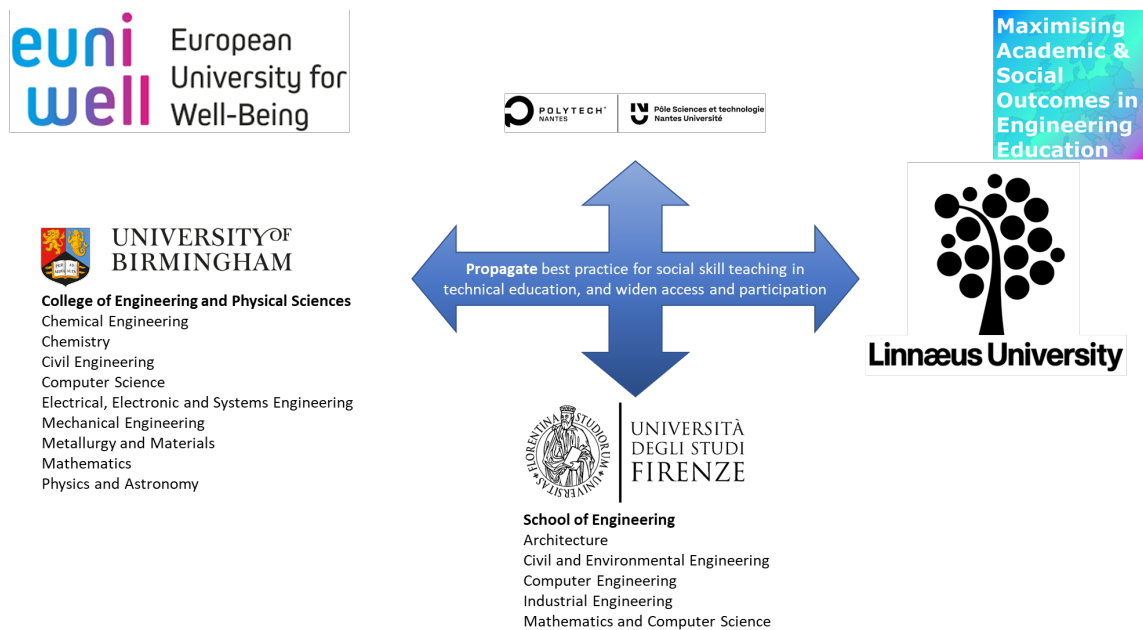 euni
well
European
University for
Well-Being
POLYTECH
NANTES
Pôle Sciences et technologie
Nantes Université
Maximising
Academic &
Social
Outcomes in
Engineering
Education
UNIVERSITY OF
BIRMINGHAM
College of Engineering and Physical Sciences
Chemical Engineering
Chemistry
Civil Engineering
Computer Science
Electrical, Electronic and Systems Engineering
Mechanical Engineering
Metallurgy and Materials
Mathematics
Physics and Astronomy
Propagate best practice for social skill teaching in
technical education, and widen access and participation
Linnæus University
FLORENTINA STUDIORUM UNIVERSITAS
UNIVERSITÀ
DEGLI STUDI
FIRENZE
School of Engineering
Architecture
Civil and Environmental Engineering
Computer Engineering
Industrial Engineering
Mathematics and Computer Science